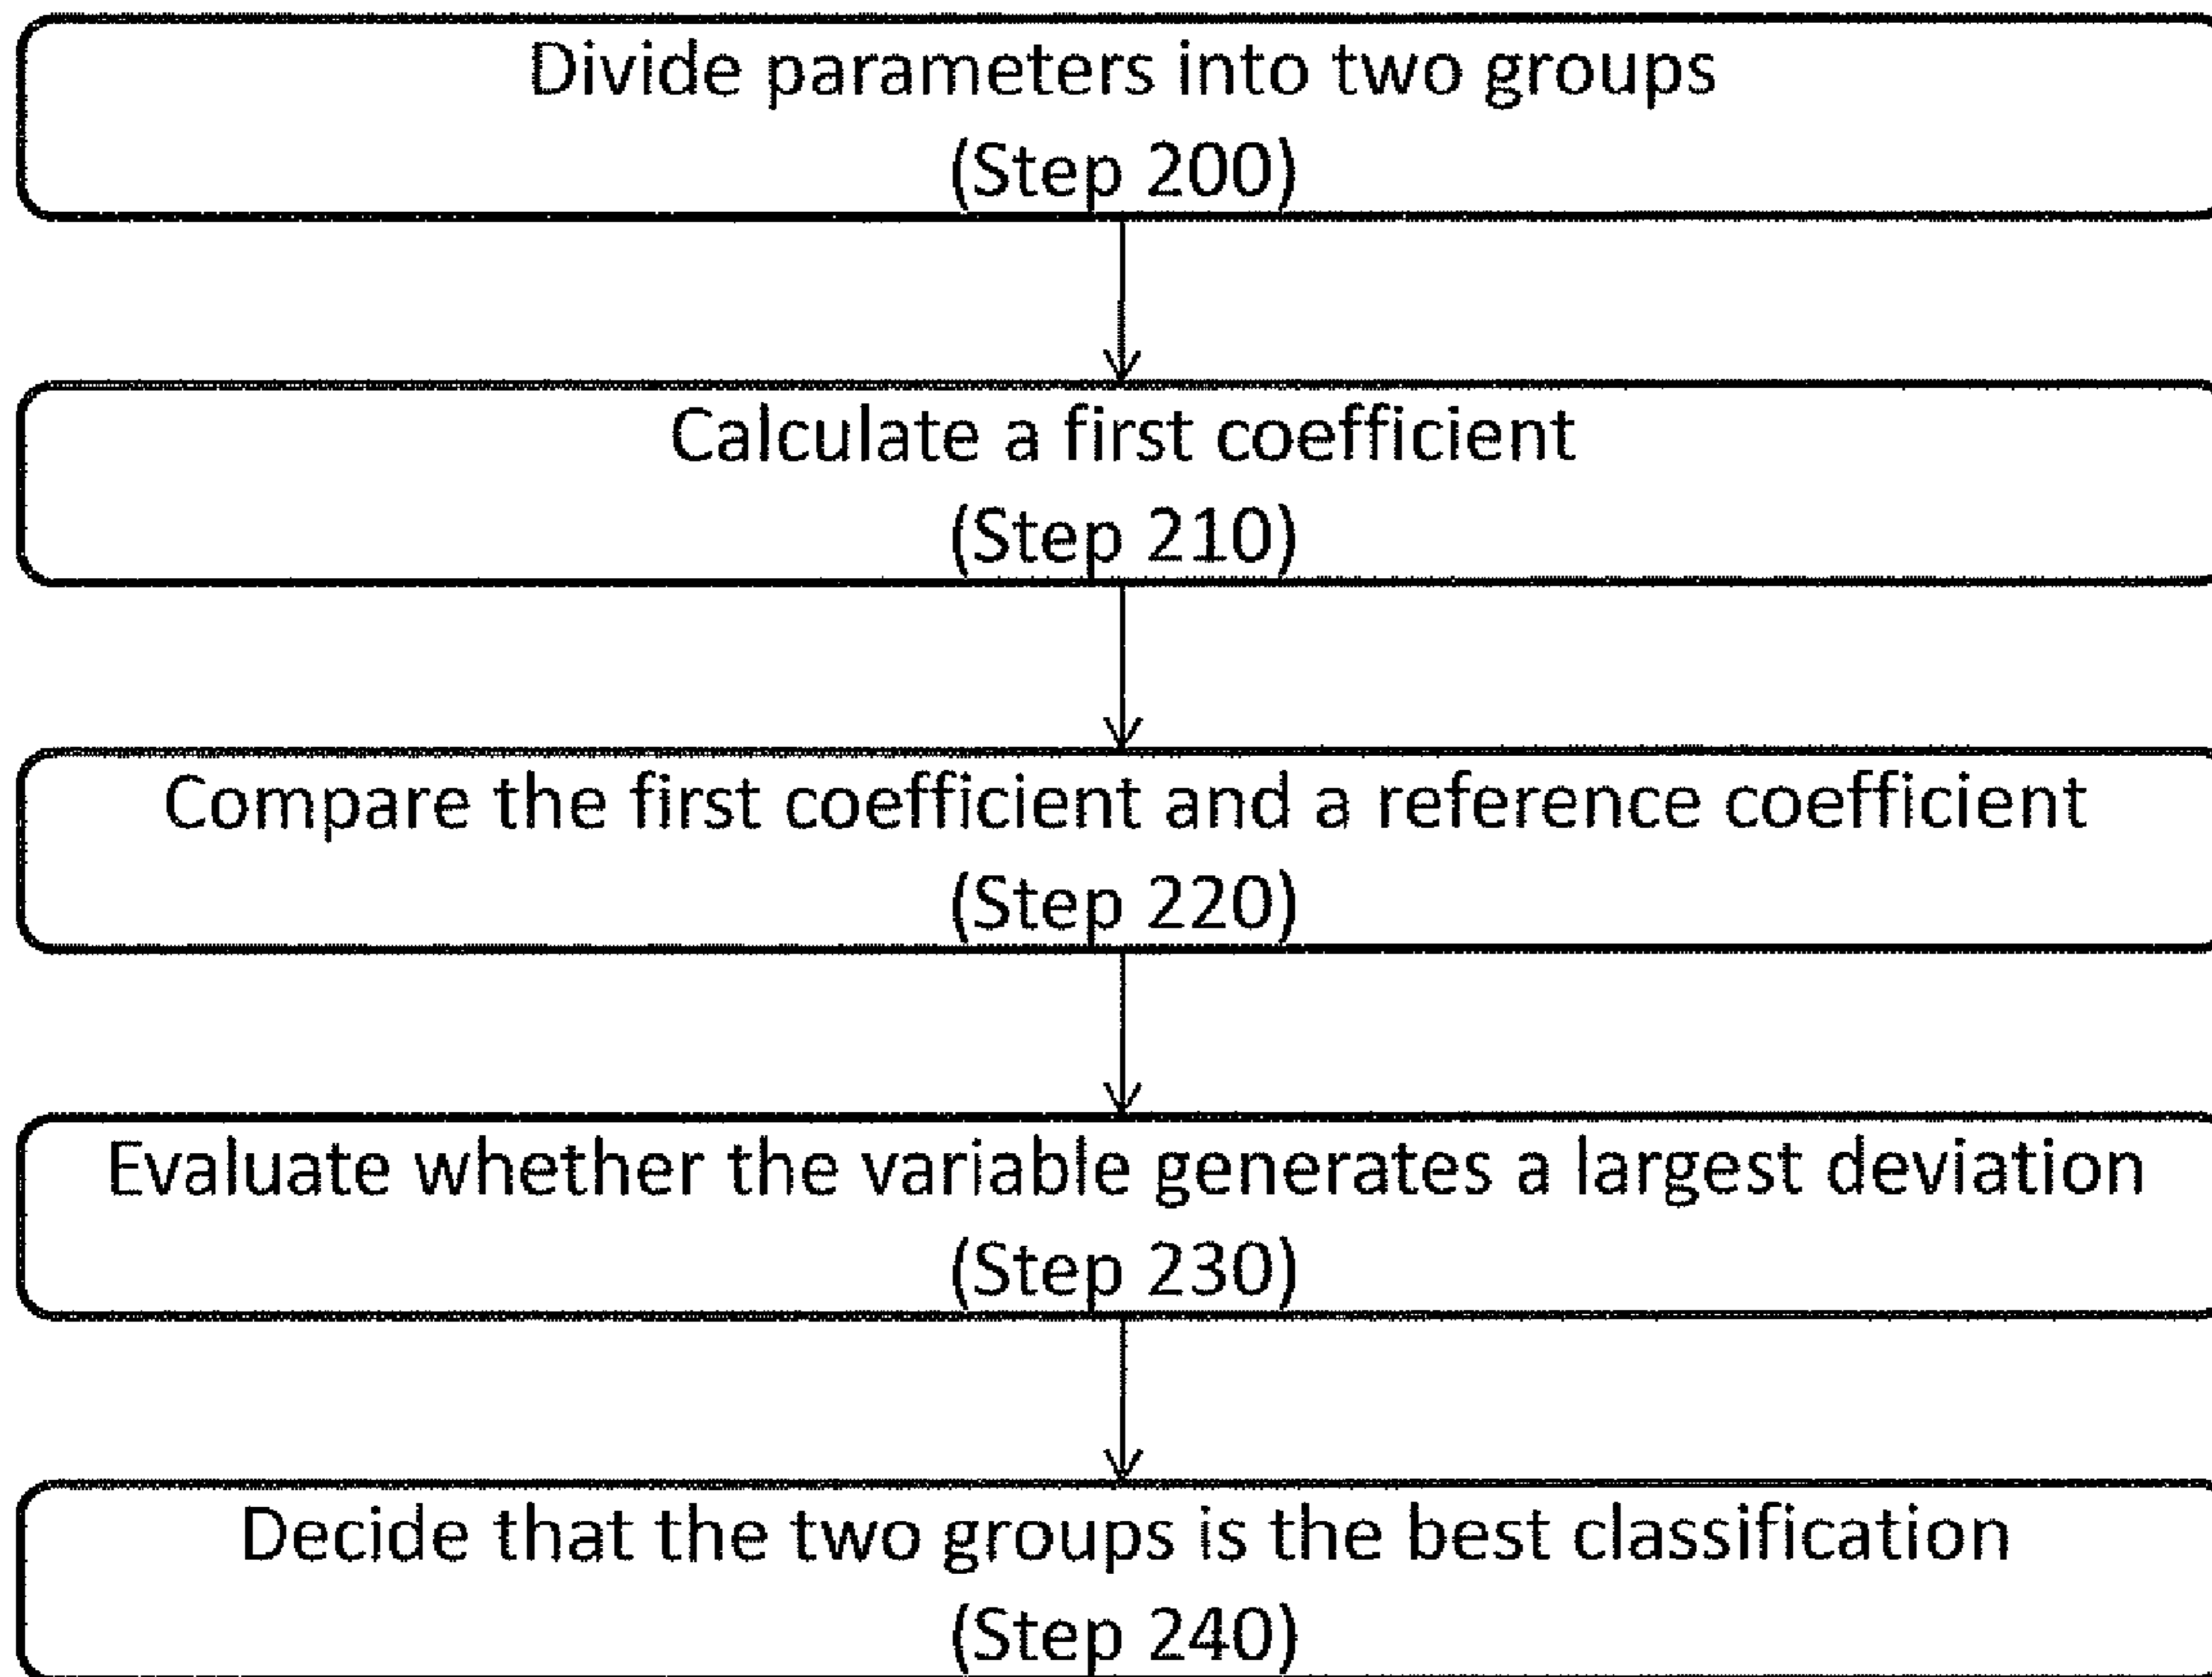 Divide parameters into two groups
(Step 200)
Calculate a first coefficient
(Step 210)
Compare the first coefficient and a reference coefficient
(Step 220)
Evaluate whether the variable generates a largest deviation
(Step 230)
Decide that the two groups is the best classification
(Step 240)